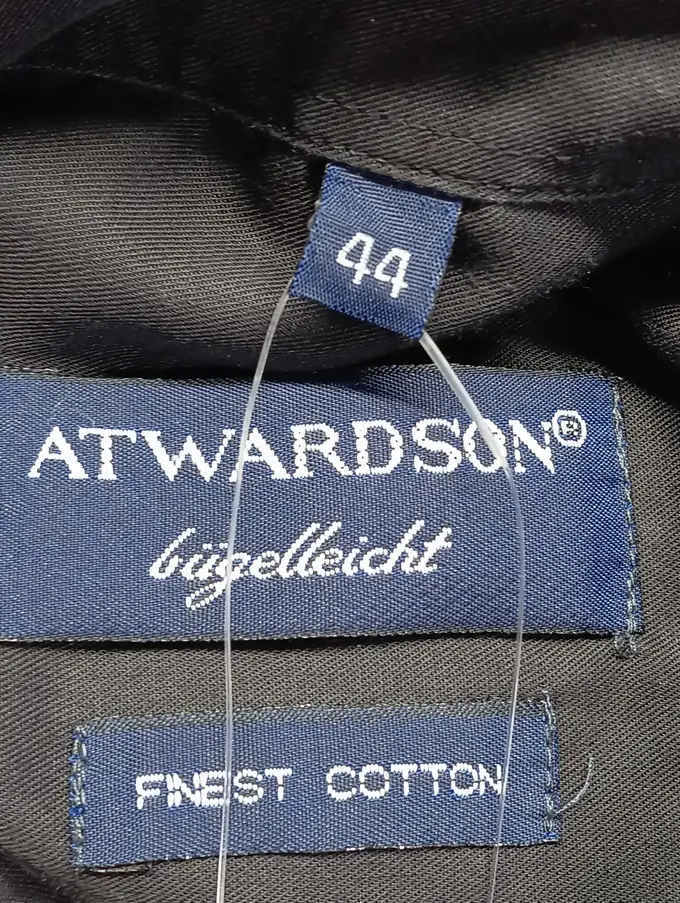 44
ATWARDSON®
bügelleicht
FINEST COTTON